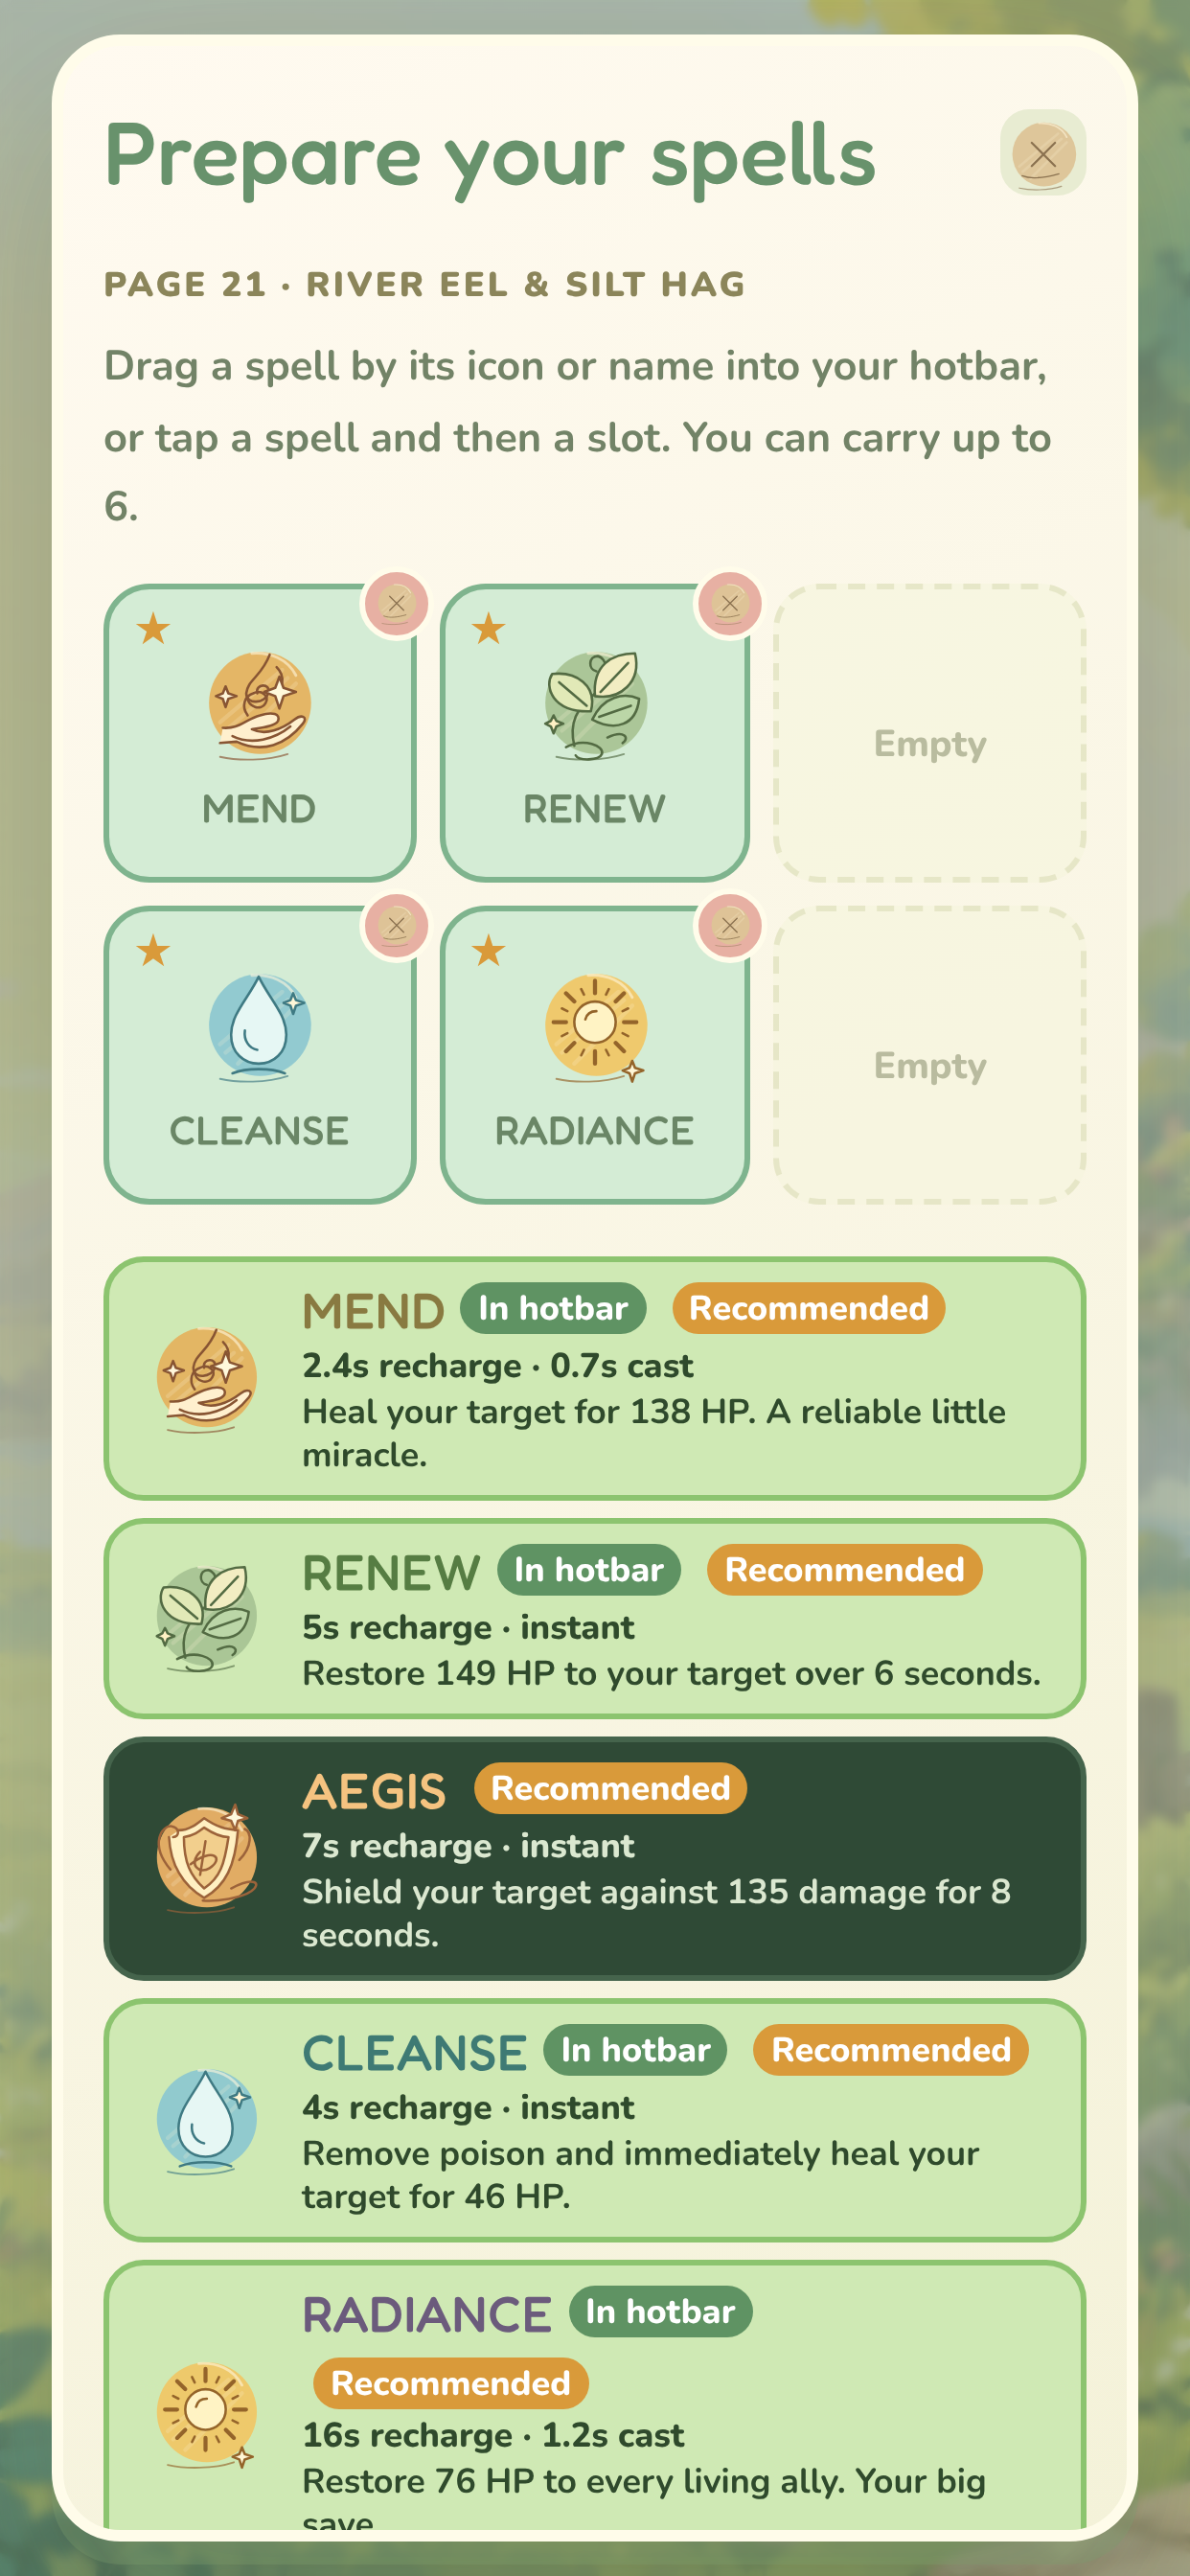 Prepare your spells
PAGE 21 · RIVER EEL & SILT HAG
Drag a spell by its icon or name into your hotbar,
or tap a spell and then a slot. You can carry up to
6.
MEND
RENEW
Empty
CLEANSE
RADIANCE
Empty
MEND In hotbar Recommended
2.4s recharge · 0.7s cast
Heal your target for 138 HP. A reliable little
miracle.
RENEW In hotbar Recommended
5s recharge · instant
Restore 149 HP to your target over 6 seconds.
AEGIS Recommended
7s recharge · instant
Shield your target against 135 damage for 8
seconds.
CLEANSE In hotbar Recommended
4s recharge · instant
Remove poison and immediately heal your
target for 46 HP.
RADIANCE In hotbar
Recommended
16s recharge · 1.2s cast
Restore 76 HP to every living ally. Your big
save